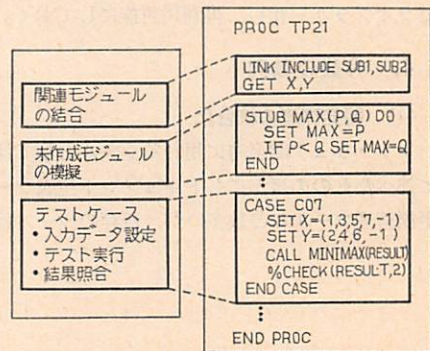 関連モジュール
の結合
未作成モジュール
の模擬
テストケース
・入力データ設定
・テスト実行
・結果照合
PROC TP21
LINK INCLUDE SUB1,SUB2
GET X,Y
STUB MAX(P,Q) DO
SET MAX=P
IF P<Q SET MAX=Q
END
⋮
CASE C07
SET X=(1,3,5,7,-1)
SET Y=(2,4,6,-1)
CALL MINIMAX(RESULT)
%CHECK(RESULT,2)
END CASE
⋮
END PROC